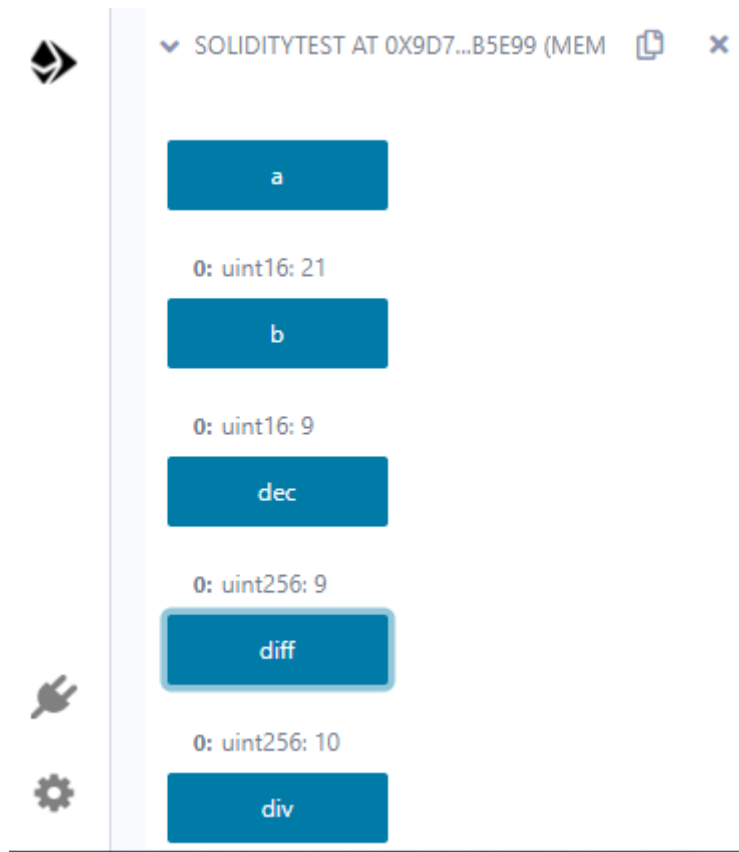 SOLIDITYTEST AT 0X9D7...B5E99 (MEM
a
0: uint16: 21
b
0: uint16: 9
dec
0: uint256: 9
diff
0: uint256: 10
div